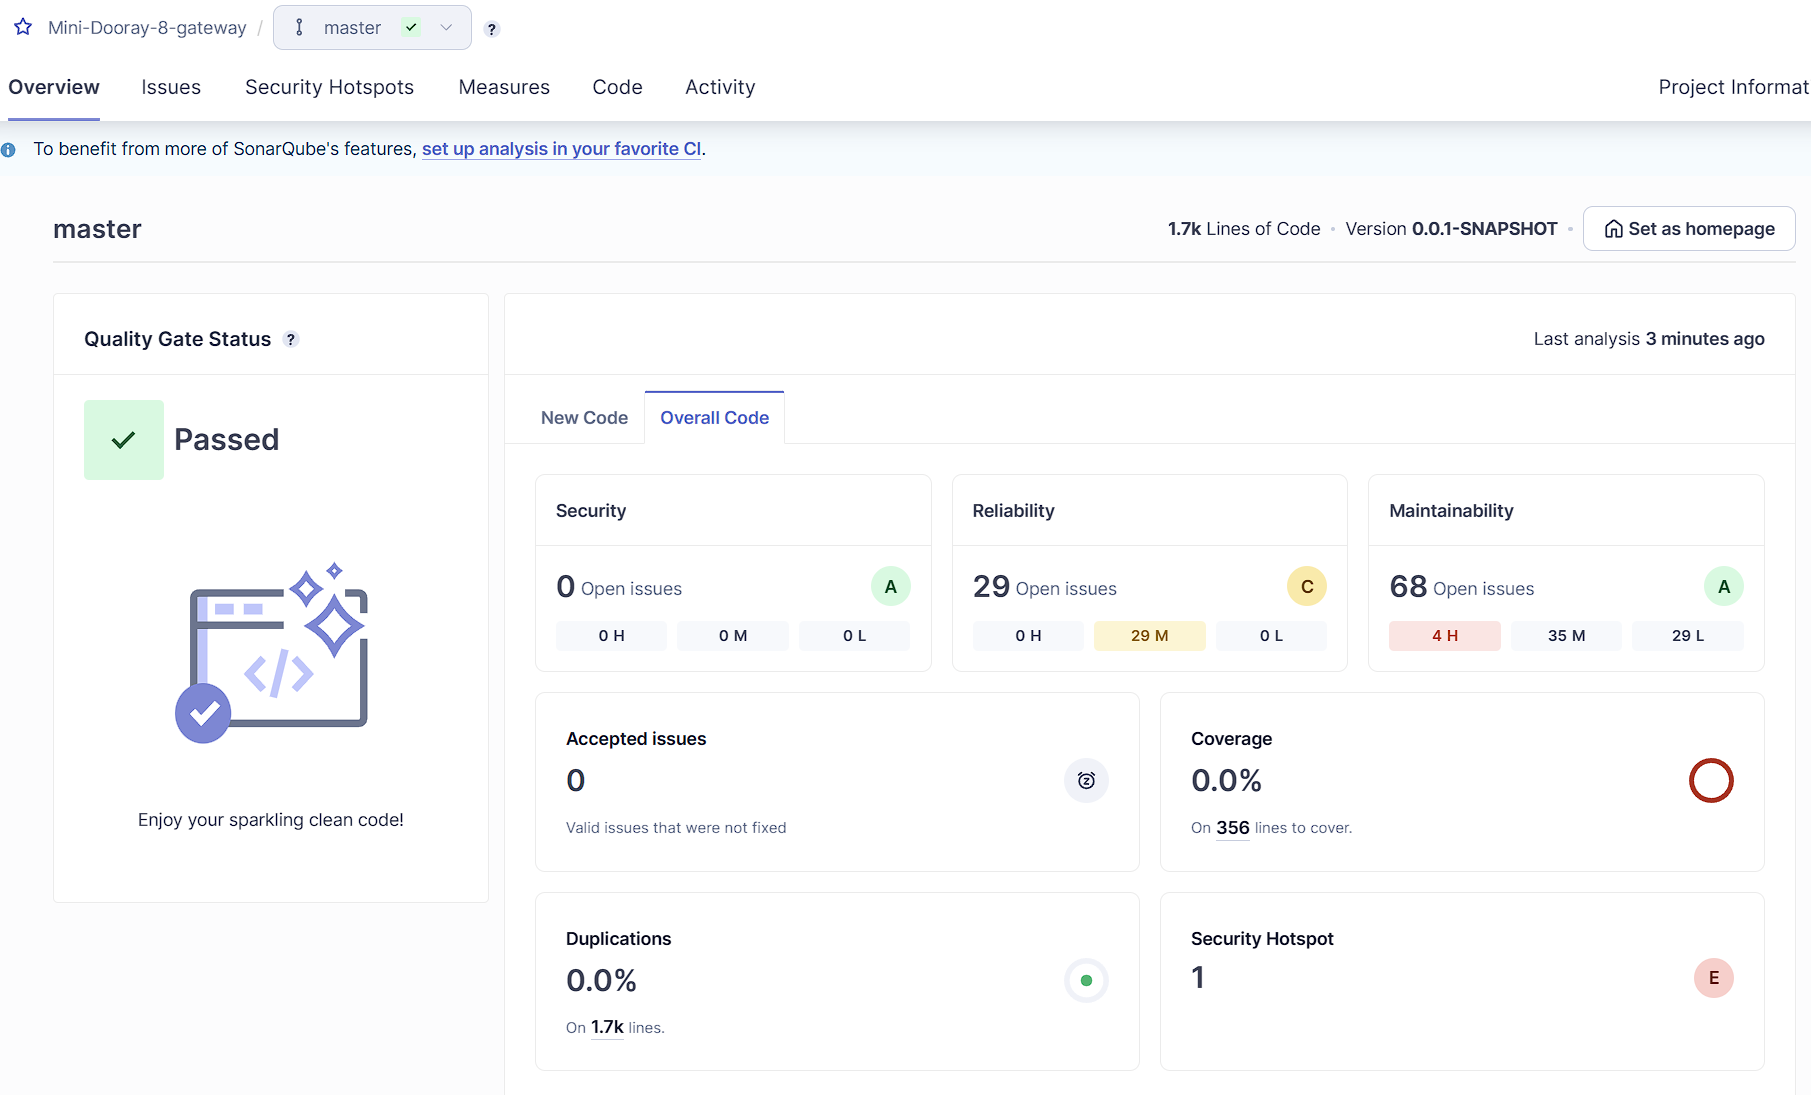 Mini-Dooray-8-gateway / master ?
Overview Issues Security Hotspots Measures Code Activity Project Informat
To benefit from more of SonarQube's features, set up analysis in your favorite CI.
master
1.7k Lines of Code • Version 0.0.1-SNAPSHOT • Set as homepage
Quality Gate Status ?
Passed
Enjoy your sparkling clean code!
Last analysis 3 minutes ago
New Code Overall Code
Security
0 Open issues A
0 H 0 M 0 L
Reliability
29 Open issues C
0 H 29 M 0 L
Maintainability
68 Open issues A
4 H 35 M 29 L
Accepted issues
0
Valid issues that were not fixed
Coverage
0.0%
On 356 lines to cover.
Duplications
0.0%
On 1.7k lines.
Security Hotspot
1
E